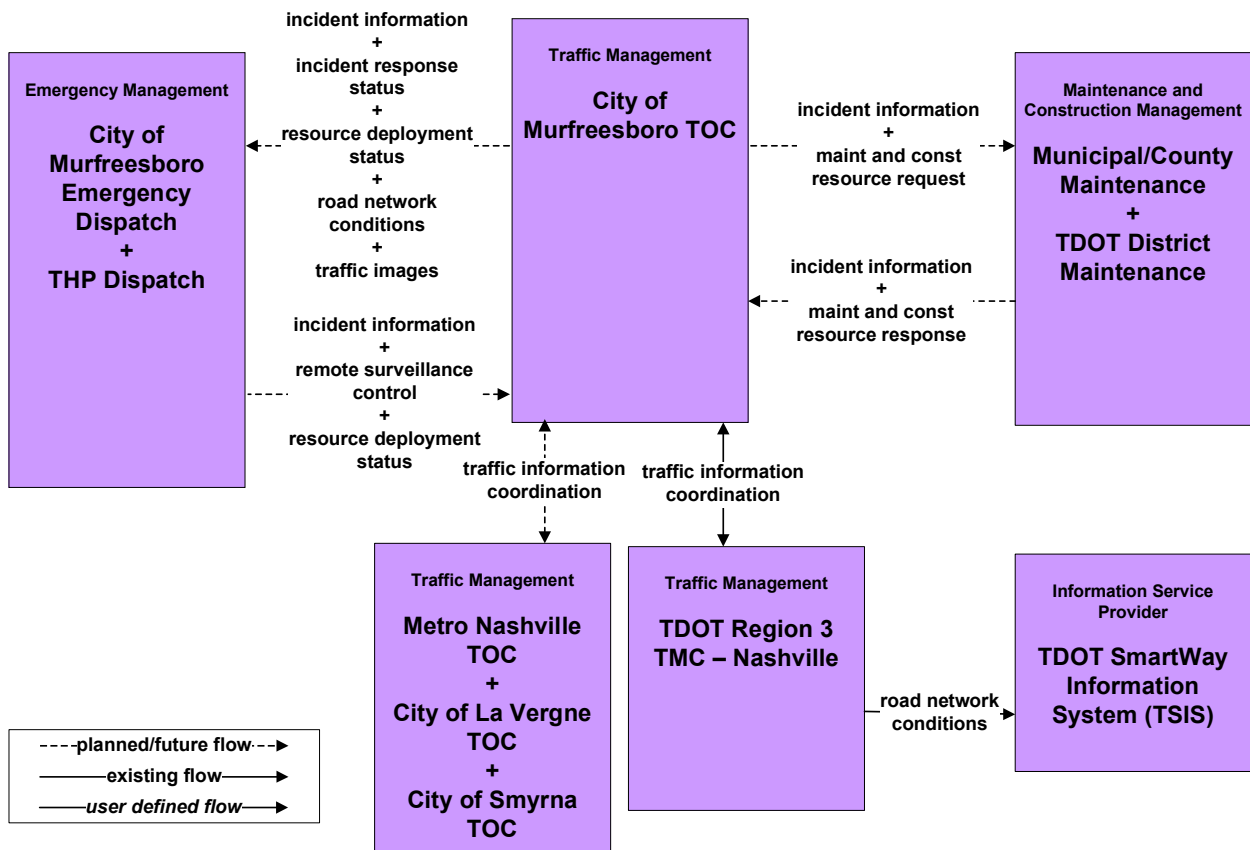 Emergency Management
City of
Murfreesboro
Emergency
Dispatch
+
THP Dispatch
incident information
+
incident response
status
+
resource deployment
status
+
road network
conditions
+
traffic images
incident information
+
remote surveillance
control
+
resource deployment
status
Traffic Management
City of
Murfreesboro TOC
incident information
+
maint and const
resource request
incident information
+
maint and const
resource response
Maintenance and
Construction Management
Municipal/County
Maintenance
+
TDOT District
Maintenance
traffic information
coordination
traffic information
coordination
Traffic Management
Metro Nashville
TOC
+
City of La Vergne
TOC
+
City of Smyrna
TOC
Traffic Management
TDOT Region 3
TMC – Nashville
road network
conditions
Information Service
Provider
TDOT SmartWay
Information
System (TSIS)
planned/future flow
existing flow
user defined flow